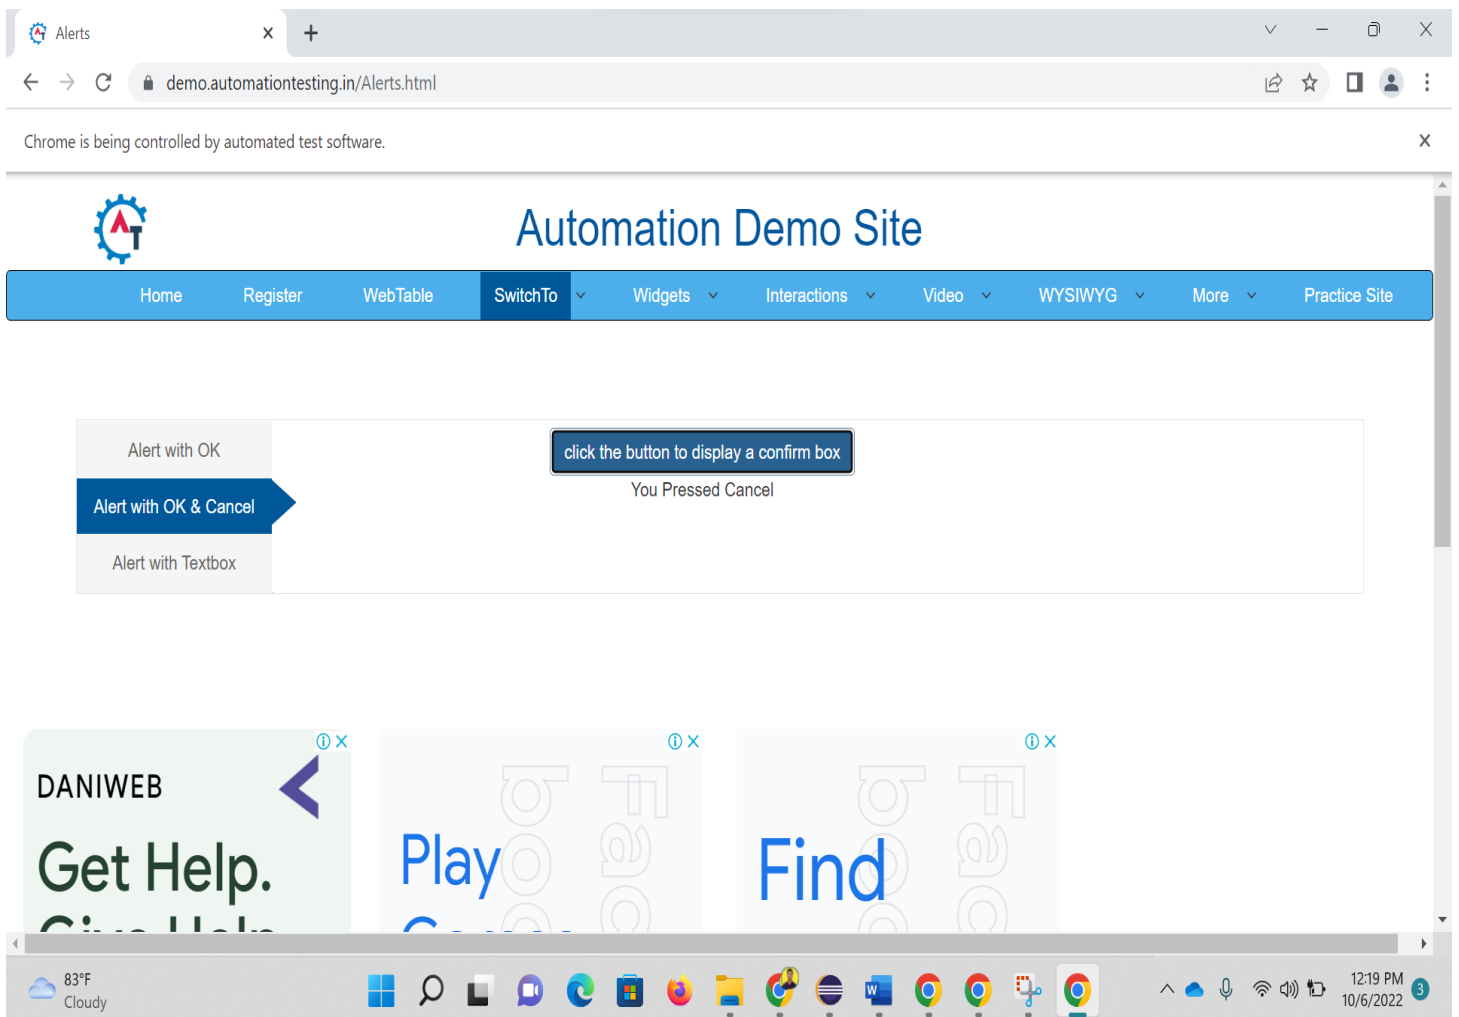 Alerts
demo.automationtesting.in/Alerts.html
Chrome is being controlled by automated test software.
Automation Demo Site
Home Register WebTable SwitchTo Widgets Interactions Video WYSIWYG More Practice Site
Alert with OK
click the button to display a confirm box
You Pressed Cancel
Alert with OK & Cancel
Alert with Textbox
DANIWEB
Get Help.
Give Help
Play
Games
Find
83°F
Cloudy
12:19 PM
10/6/2022
3